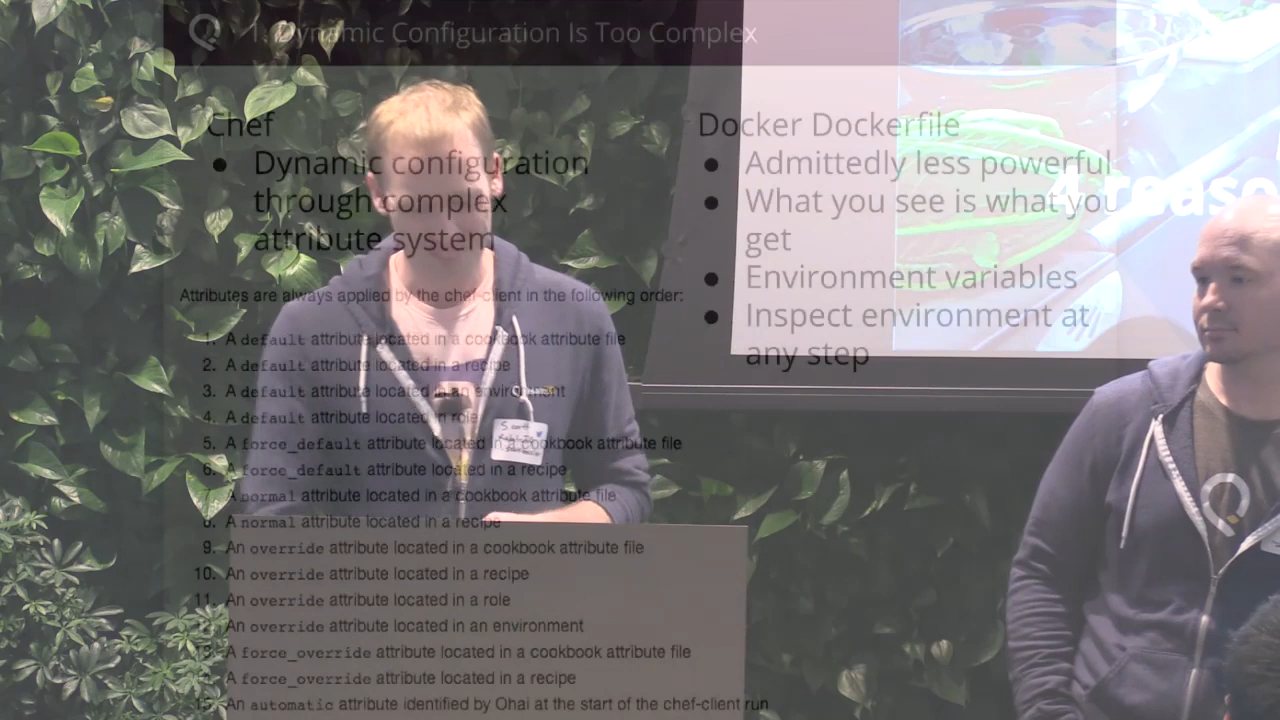 1. Dynamic Configuration Is Too Complex
Chef
● Dynamic configuration
through complex
attribute system
Attributes are always applied by the chef-client in the following order:
1. A default attribute located in a cookbook attribute file
2. A default attribute located in a recipe
3. A default attribute located in an environment
4. A default attribute located in role
5. A force_default attribute located in a cookbook attribute file
6. A force_default attribute located in a recipe
A normal attribute located in a cookbook attribute file
8. A normal attribute located in a recipe
9. An override attribute located in a cookbook attribute file
10. An override attribute located in a recipe
11. An override attribute located in a role
12. An override attribute located in an environment
13. A force_override attribute located in a cookbook attribute file
A force_override attribute located in a recipe
15. An automatic attribute identified by Ohai at the start of the chef-client run
Docker Dockerfile
● Admittedly less powerful
● What you see is what you
get
● Environment variables
● Inspect environment at
any step
4 reaso
Scott